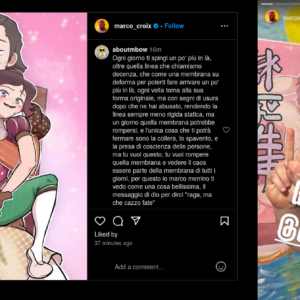 marco_croix • Follow
aboutmbow 16m
Ogni giorno ti spingi un po' più in là,
oltre quella linea che chiamiamo
decenza, che come una membrana su
deforma per poterti fare arrivare un po'
più in là, ogni volta torna alla sua
forma originale, ma con segni di usura
dopo che ne hai abusato, rendendo la
linea sempre meno rigida statica, ma
un giorno quella membrana potrebbe
rompersi, e l'unica cosa che ti potrà
fermare sono la collera, lo spavento, e
la presa di coscienza delle persone,
ma tu vuoi questo, tu vuoi rompere
quella membrana e vedere il caos
essere parte della membrana di tutti i
giorni, per questo io marco merrino ti
vedo come una cosa bellissima, il
messaggio di dio per dirci "raga, ma
che cazzo fate"
Liked by
37 minutes ago
Add a comment...
marco_croix